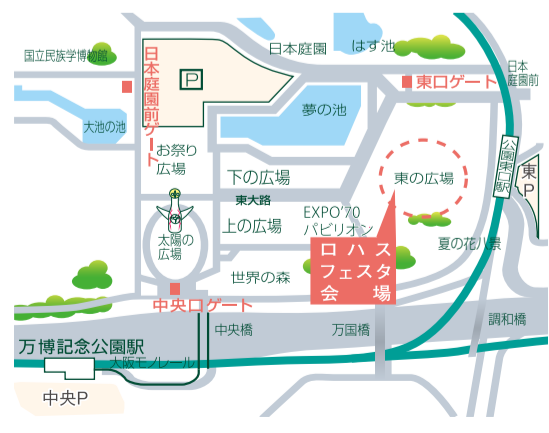 国立民族学博物館
日本庭園前ゲート
P
日本庭園
はす池
東口ゲート
日本
庭園前
大池の池
夢の池
お祭り
広場
公園東口駅
東P
下の広場
東の広場
東大路
上の広場
EXPO'70
パビリオン
太陽の
広場
夏の花八景
ロハス
フェスタ
会場
世界の森
中央口ゲート
中央橋
万国橋
調和橋
万博記念公園駅
大阪モノレール
中央P